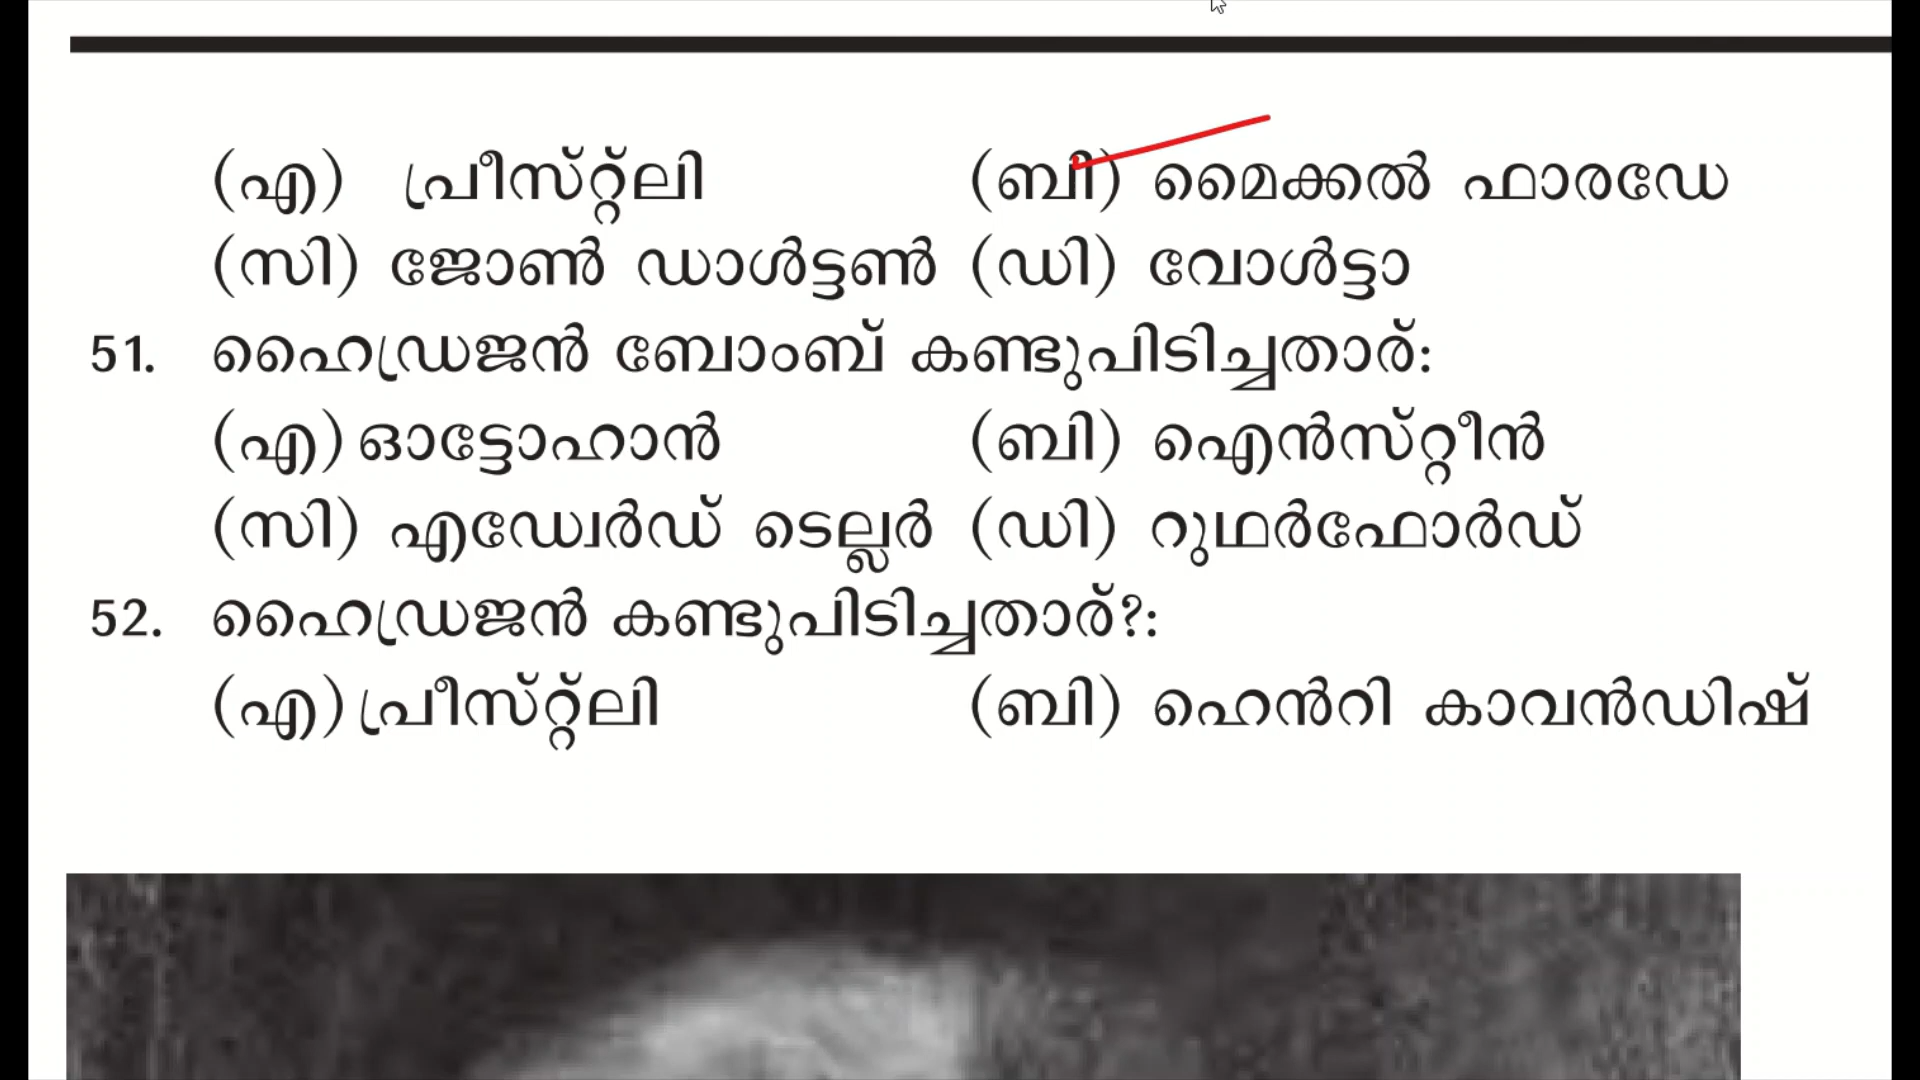 (എ) പ്രീസ്റ്റ്ലി (ബി) മൈക്കൽ ഫാരഡേ
(സി) ജോൺ ഡാൾട്ടൺ (ഡി) വോൾട്ടാ
51. ഹൈഡ്രജൻ ബോംബ് കണ്ടുപിടിച്ചതാര്:
(എ) ഓട്ടോഹാൻ (ബി) ഐൻസ്റ്റീൻ
(സി) എഡ്വേർഡ് ടെല്ലർ (ഡി) റുഥർഫോർഡ്
52. ഹൈഡ്രജൻ കണ്ടുപിടിച്ചതാര്?:
(എ) പ്രീസ്റ്റ്ലി (ബി) ഹെൻറി കാവൻഡിഷ്